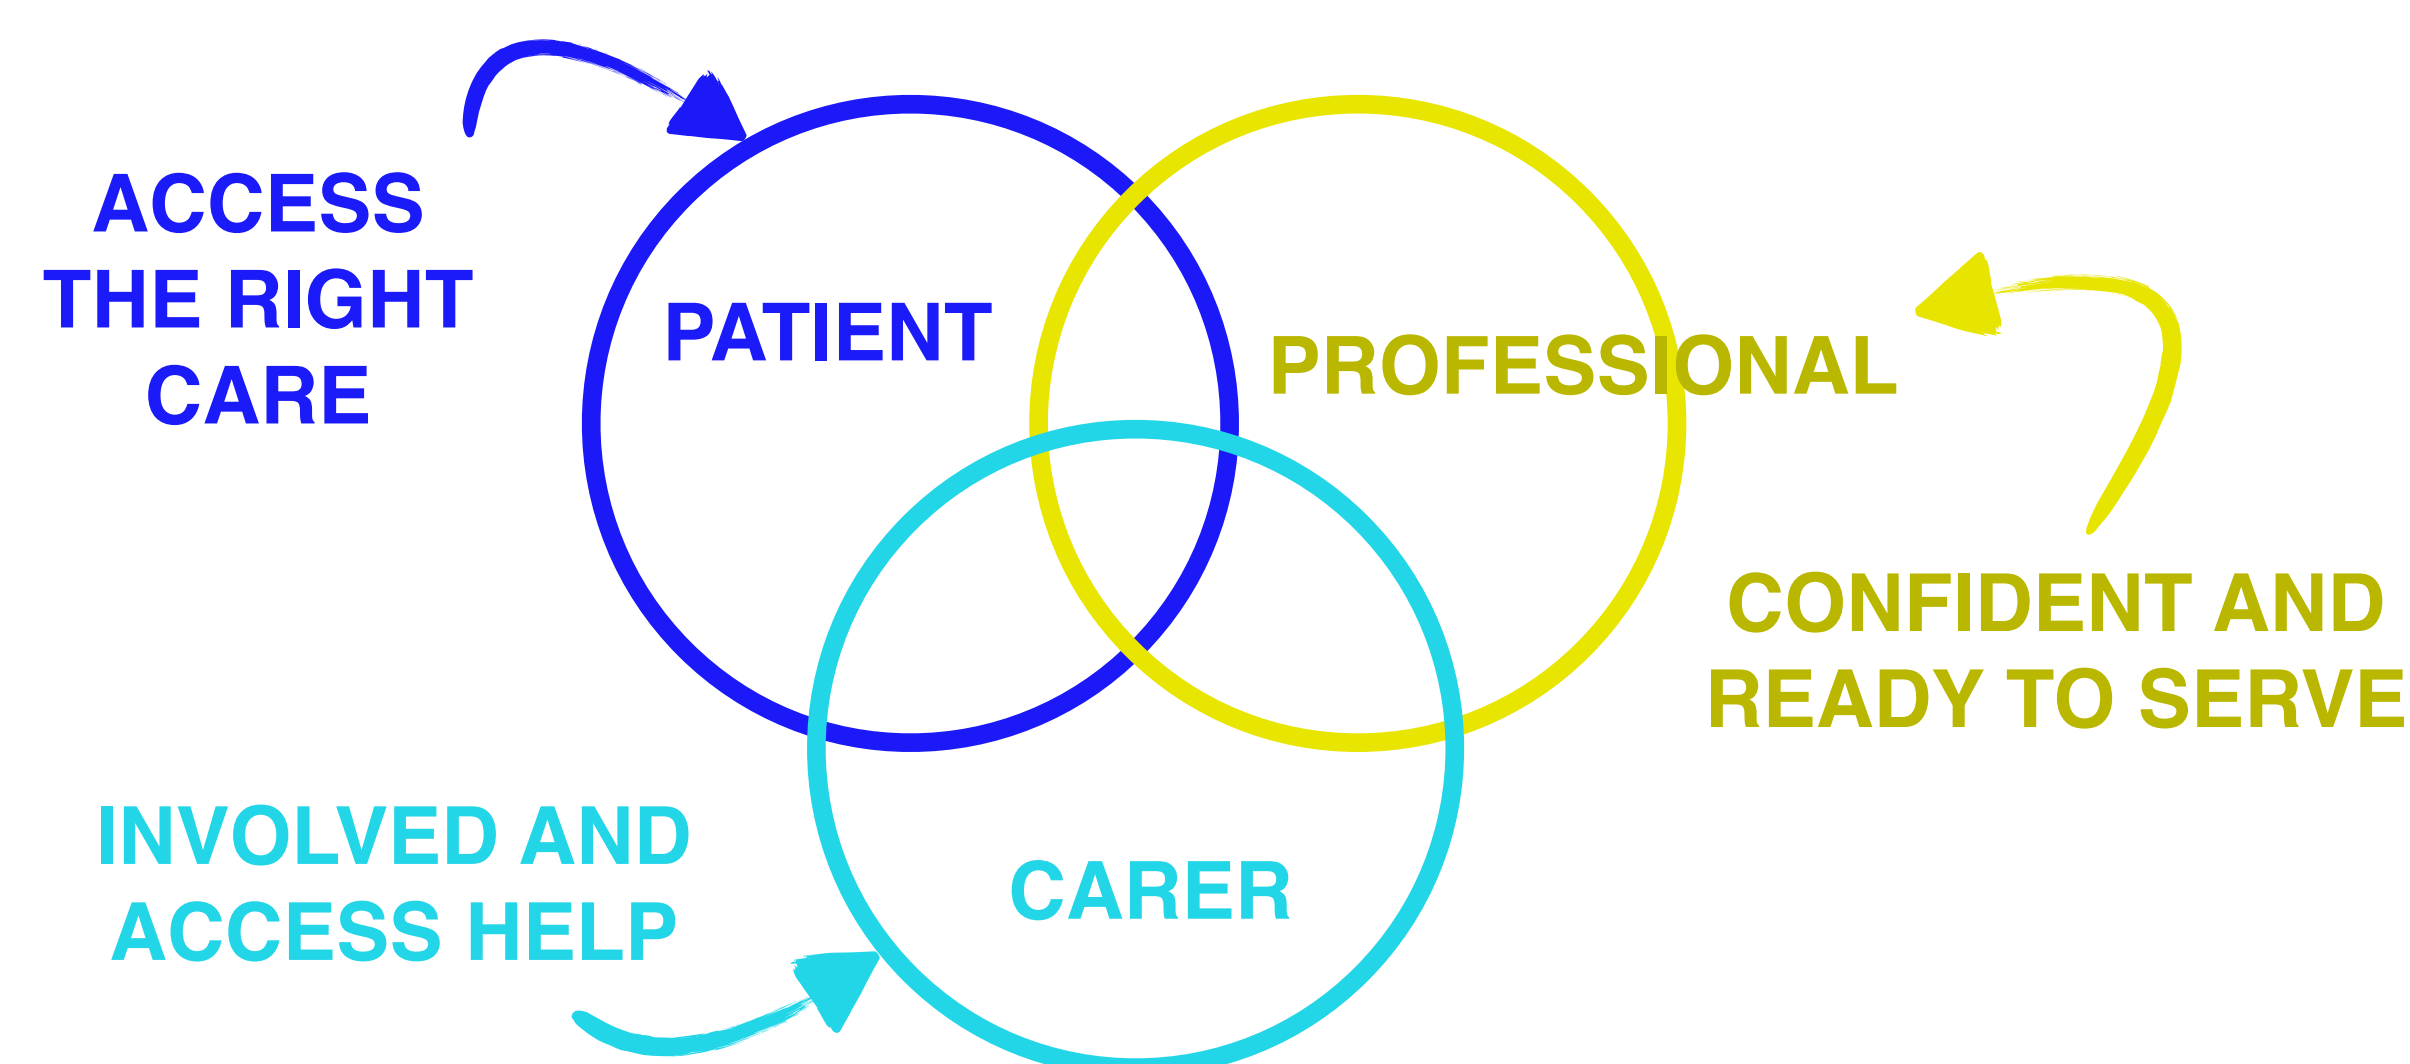 ACCESS
THE RIGHT
CARE
PATIENT
PROFESSIONAL
CONFIDENT AND
READY TO SERVE
INVOLVED AND
ACCESS HELP
CARER